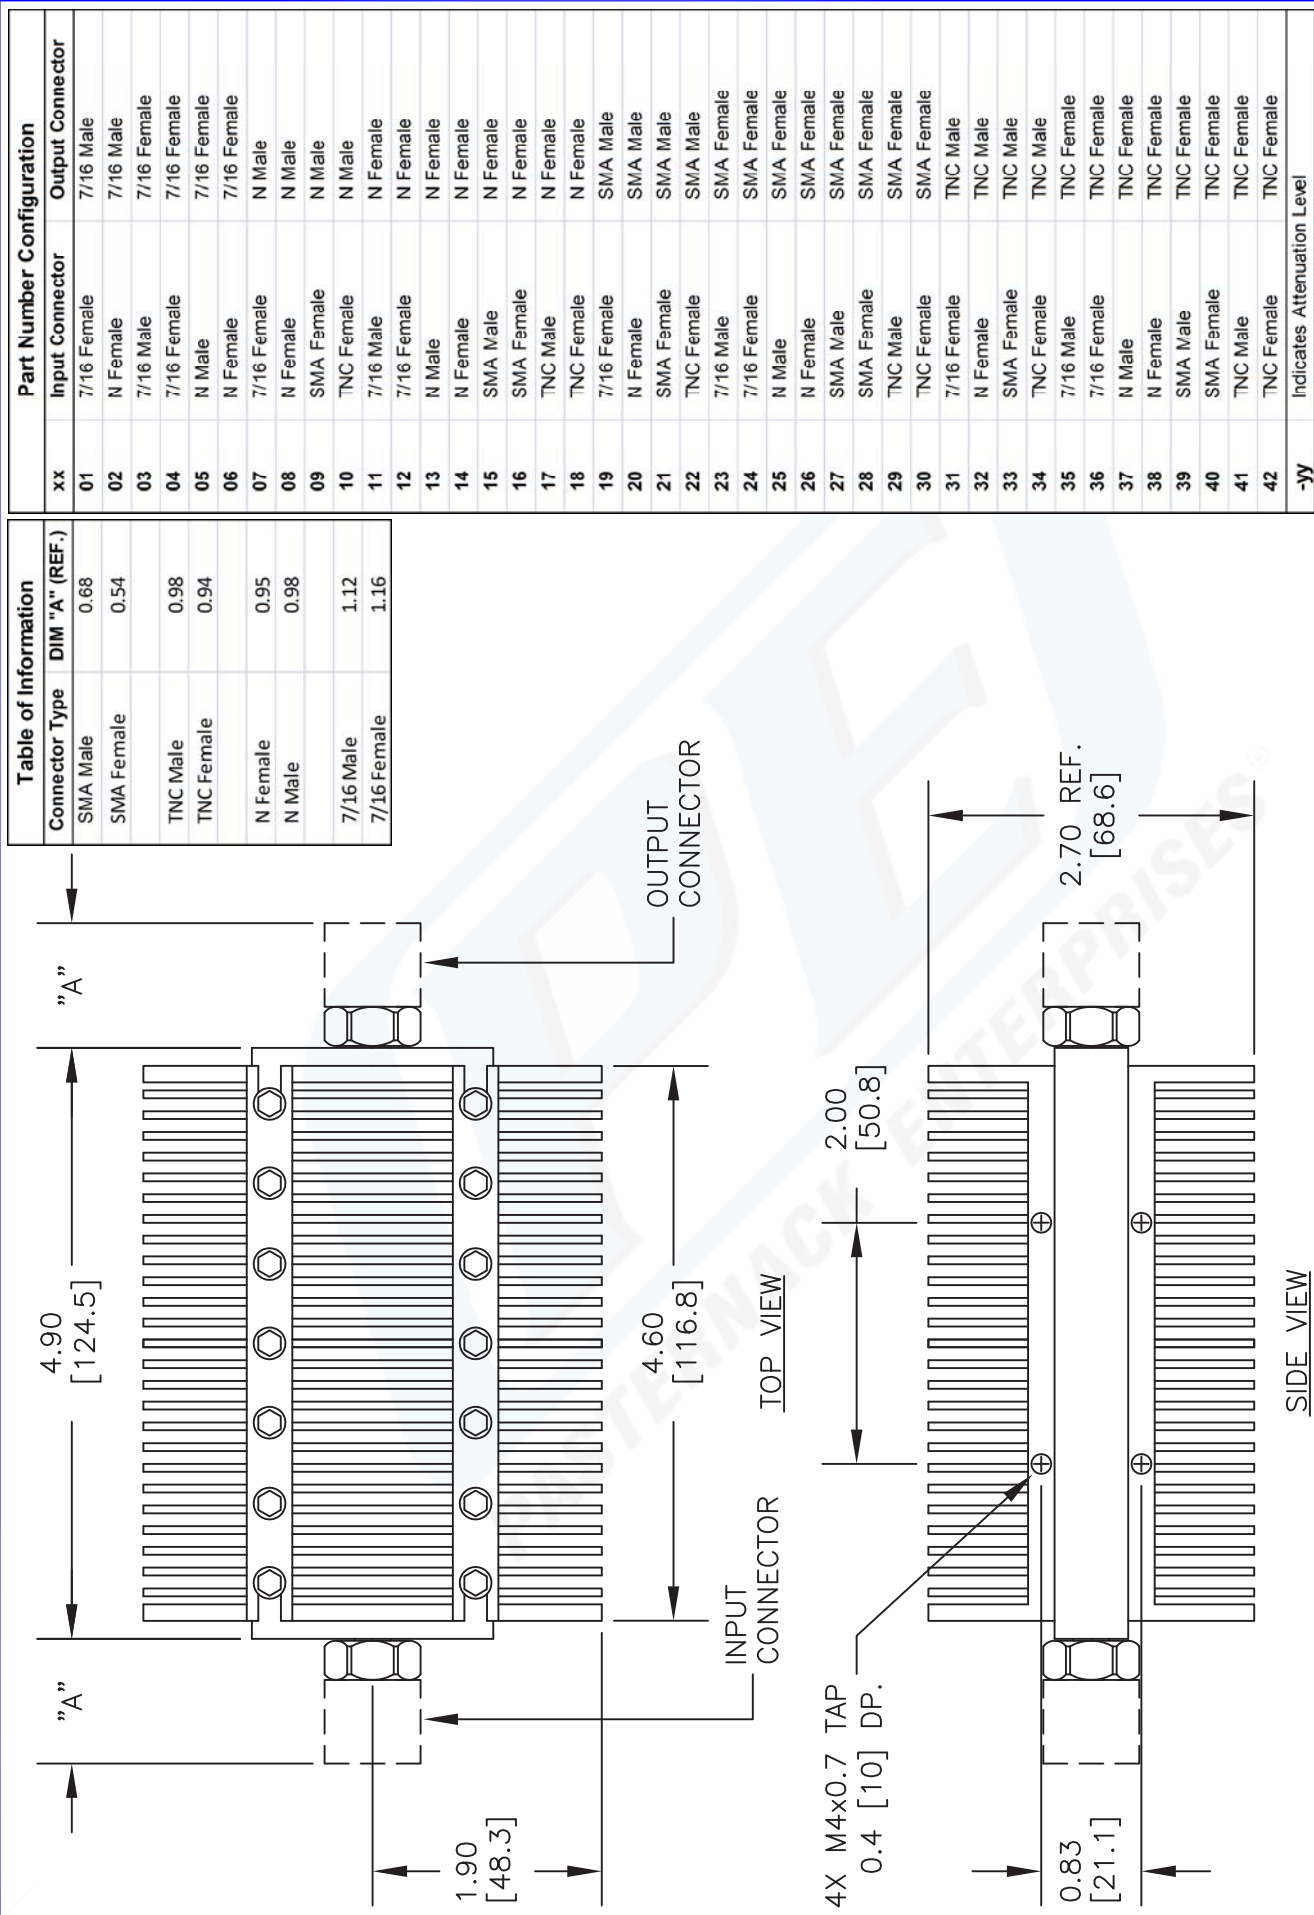 Table of Information
Connector Type DIM "A" (REF.)
SMA Male 0.68
SMA Female 0.54
TNC Male 0.98
TNC Female 0.94
N Female 0.95
N Male 0.98
7/16 Male 1.12
7/16 Female 1.16
Part Number Configuration
xx Input Connector Output Connector
01 7/16 Female 7/16 Male
02 N Female 7/16 Male
03 7/16 Male 7/16 Female
04 7/16 Female 7/16 Female
05 N Male 7/16 Female
06 N Female 7/16 Female
07 7/16 Female N Male
08 N Female N Male
09 SMA Female N Male
10 TNC Female N Male
11 7/16 Male N Female
12 7/16 Female N Female
13 N Male N Female
14 N Female N Female
15 SMA Male N Female
16 SMA Female N Female
17 TNC Male N Female
18 TNC Female N Female
19 7/16 Female SMA Male
20 N Female SMA Male
21 SMA Female SMA Male
22 TNC Female SMA Male
23 7/16 Male SMA Female
24 7/16 Female SMA Female
25 N Male SMA Female
26 N Female SMA Female
27 SMA Male SMA Female
28 SMA Female SMA Female
29 TNC Male SMA Female
30 TNC Female SMA Female
31 7/16 Female TNC Male
32 N Female TNC Male
33 SMA Female TNC Male
34 TNC Female TNC Male
35 7/16 Male TNC Female
36 7/16 Female TNC Female
37 N Male TNC Female
38 N Female TNC Female
39 SMA Male TNC Female
40 SMA Female TNC Female
41 TNC Male TNC Female
42 TNC Female TNC Female
-yy Indicates Attenuation Level
"A"
4.90
[124.5]
"A"
1.90
[48.3]
OUTPUT
CONNECTOR
4.60
[116.8]
INPUT
CONNECTOR
TOP VIEW
2.00
[50.8]
4X M4x0.7 TAP
0.4 [10] DP.
2.70 REF.
[68.6]
0.83
[21.1]
SIDE VIEW
PEI
PASTERNACK ENTERPRISES®